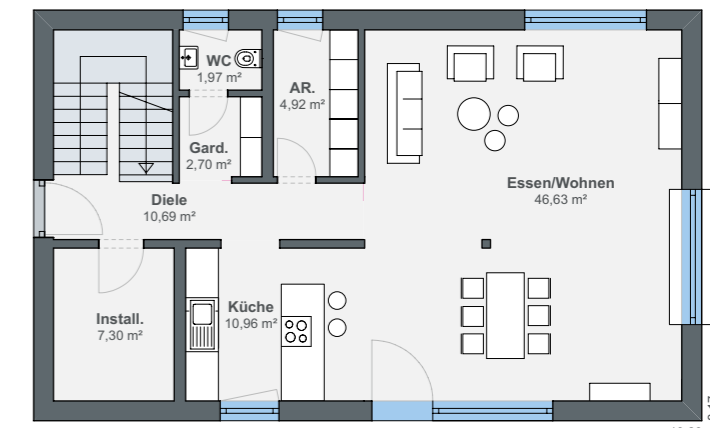 WC
1,97 m²
AR.
4,92 m²
Gard.
2,70 m²
Essen/Wohnen
46,63 m²
Diele
10,69 m²
Install.
7,30 m²
Küche
10,96 m²